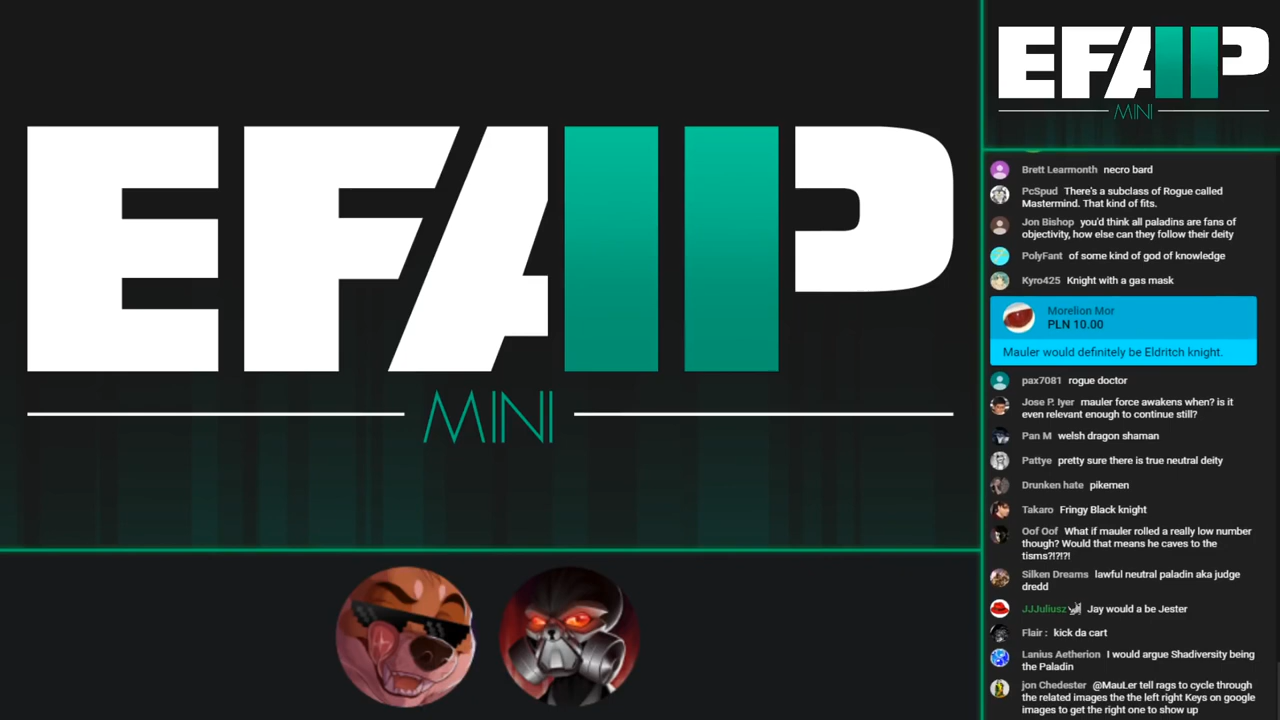 EFAP
MINI
EFAP
MINI
Brett Learmonth necro bard
PcSpud There's a subclass of Rogue called
Mastermind. That kind of fits.
Jon Bishop you'd think all paladins are fans of
objectivity, how else can they follow their deity
PolyFant of some kind of god of knowledge
Kyro425 Knight with a gas mask
Morelion Mor
PLN 10.00
Mauler would definitely be Eldritch knight.
pax7081 rogue doctor
Jose P. Iyer mauler force awakens when? is it
even relevant enough to continue still?
Pan M welsh dragon shaman
Pattye pretty sure there is true neutral deity
Drunken hate pikemen
Takaro Fringy Black knight
Oof Oof What if mauler rolled a really low number
though? Would that means he caves to the
tisms?!?!?!
Silken Dreams lawful neutral paladin aka judge
dredd
JJJuliusz Jay would a be Jester
Flair : kick da cart
Lanius Aetherion I would argue Shadiversity being
the Paladin
jon Chedester @MauLer tell rags to cycle through
the related images the the left right Keys on google
images to get the right one to show up